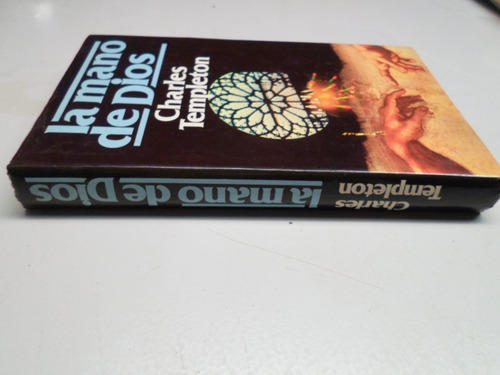 la mano
de Dios
Charles
Templeton
la mano de Dios
Charles
Templeton